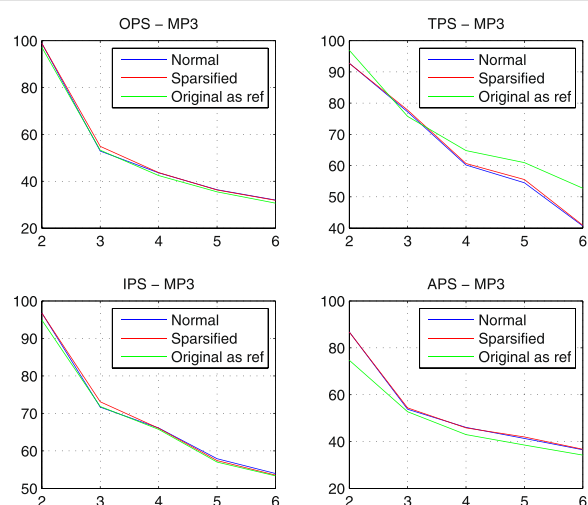 OPS − MP3
100
80
60
40
20
2
3
4
5
6
Normal
Sparsified
Original as ref
TPS − MP3
100
90
80
70
60
50
40
2
3
4
5
6
Normal
Sparsified
Original as ref
IPS − MP3
100
90
80
70
60
50
2
3
4
5
6
Normal
Sparsified
Original as ref
APS − MP3
100
80
60
40
20
2
3
4
5
6
Normal
Sparsified
Original as ref